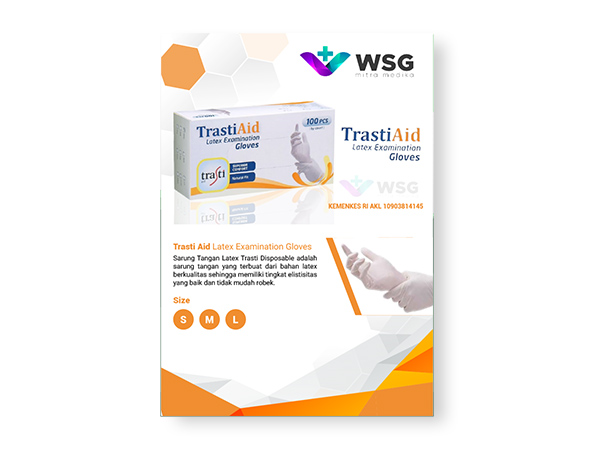 WSG
mitra medika
TrastiAid
Latex Examination
Gloves
100 PCS
trasti
TrastiAid
Latex Examination
Gloves
WSG
KEMENKES RI AKL 10903814145
Trasti Aid Latex Examination Gloves
Sarung Tangan Latex Trasti Disposable adalah
sarung tangan yang terbuat dari bahan latex
berkualitas sehingga memiliki tingkat elistisitas
yang baik dan tidak mudah robek.
Size
S M L